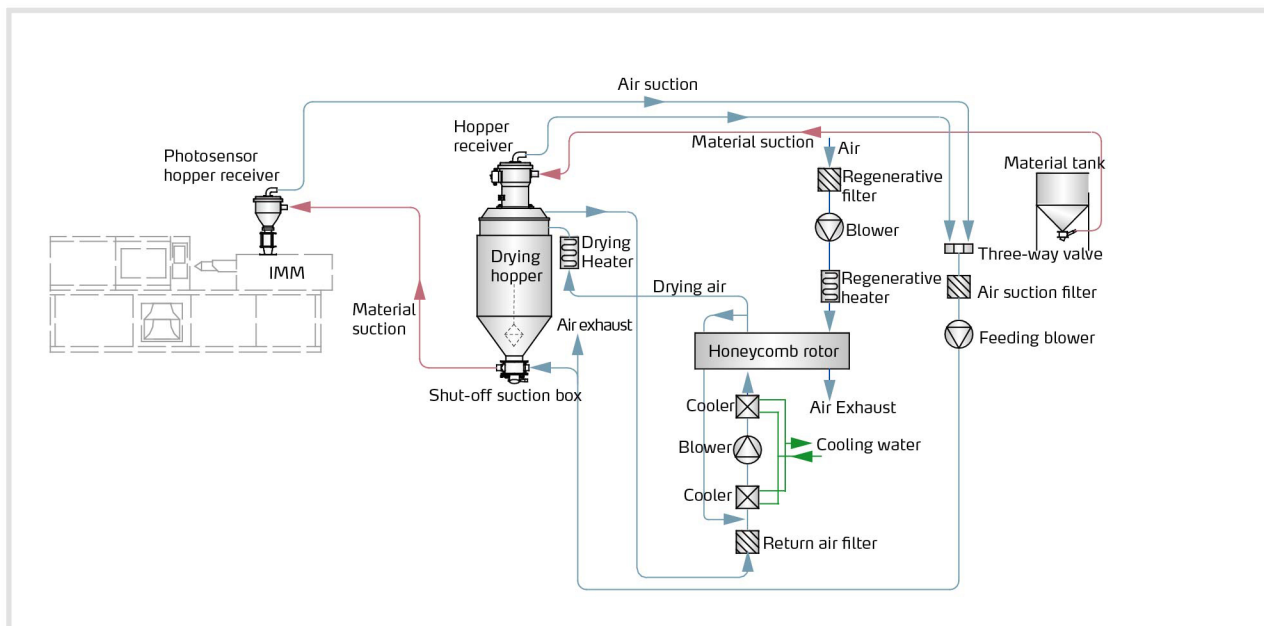 Air suction
Hopper
receiver
Material suction
Air
Photosensor
hopper receiver
Material tank
Regenerative
filter
Blower
Drying
Heater
Drying
hopper
Three-way valve
IMM
Regenerative
heater
Drying air
Air suction filter
Material
suction
Air exhaust
Feeding blower
Honeycomb rotor
Shut-off suction box
Cooler
Air Exhaust
Blower
Cooling water
Cooler
Return air filter